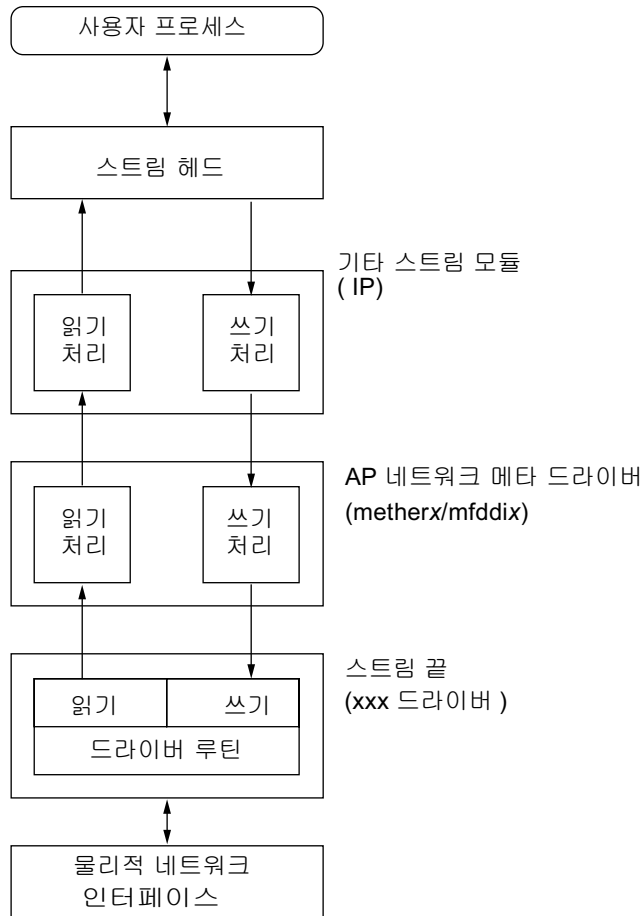 사용자 프로세스
스트림 헤드
기타 스트림 모듈
( IP)
읽기
처리
쓰기
처리
AP 네트워크 메타 드라이버
(metherx/mfddix)
읽기
처리
쓰기
처리
스트림 끝
(xxx 드라이버 )
읽기
쓰기
드라이버 루틴
물리적 네트워크
인터페이스